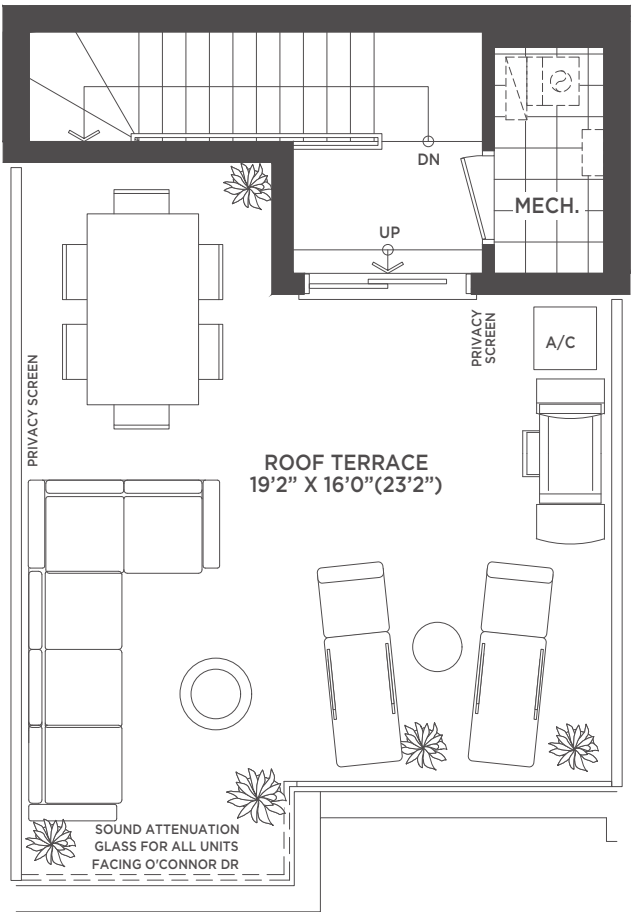 DN
MECH.
UP
PRIVACY
SCREEN
A/C
PRIVACY SCREEN
ROOF TERRACE
19'2” X 16'0”(23'2”)
SOUND ATTENUATION
GLASS FOR ALL UNITS
FACING O'CONNOR DR